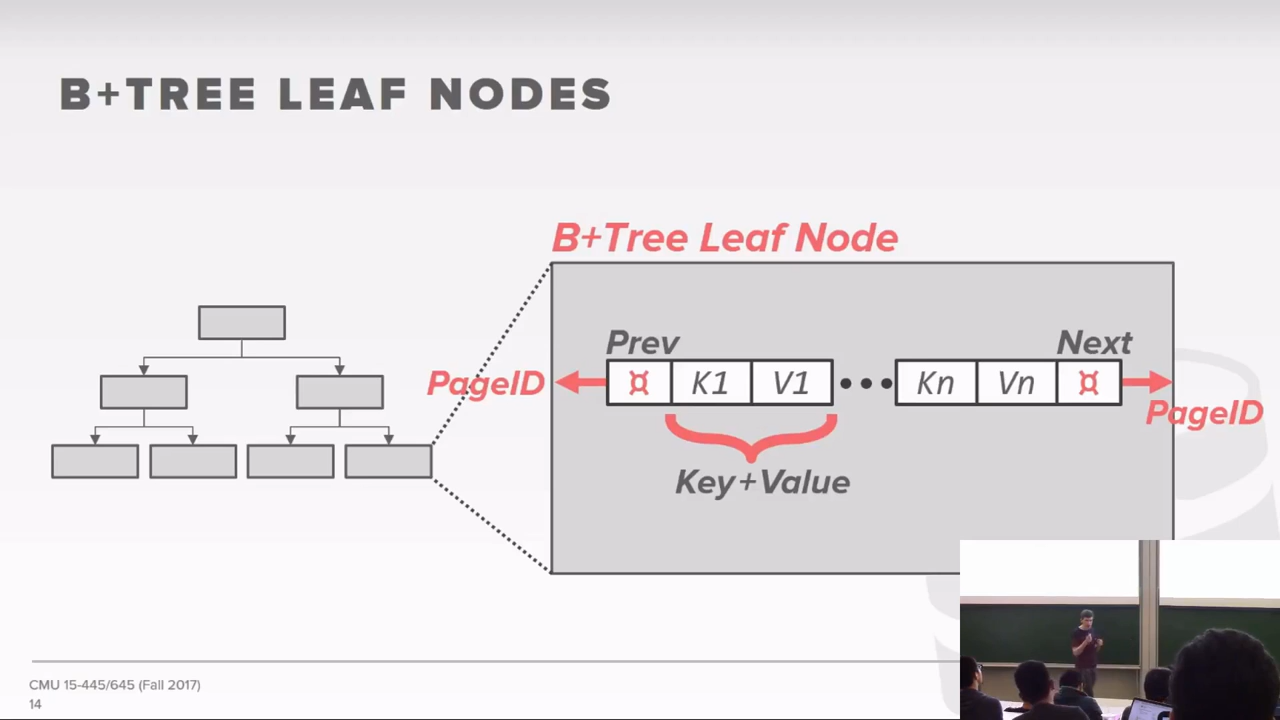 B+TREE LEAF NODES
B+Tree Leaf Node
Prev
Next
PageID
¤ K1 V1 ••• Kn Vn ¤
PageID
Key+Value
CMU 15-445/645 (Fall 2017)
14